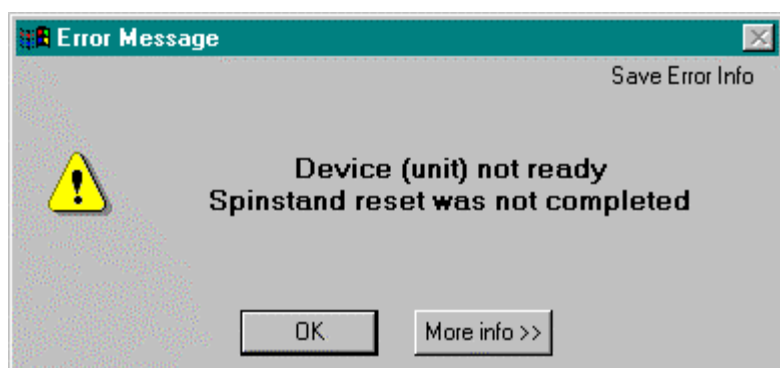 Error Message
Save Error Info
Device (unit) not ready
Spinstand reset was not completed
OK
More info >>